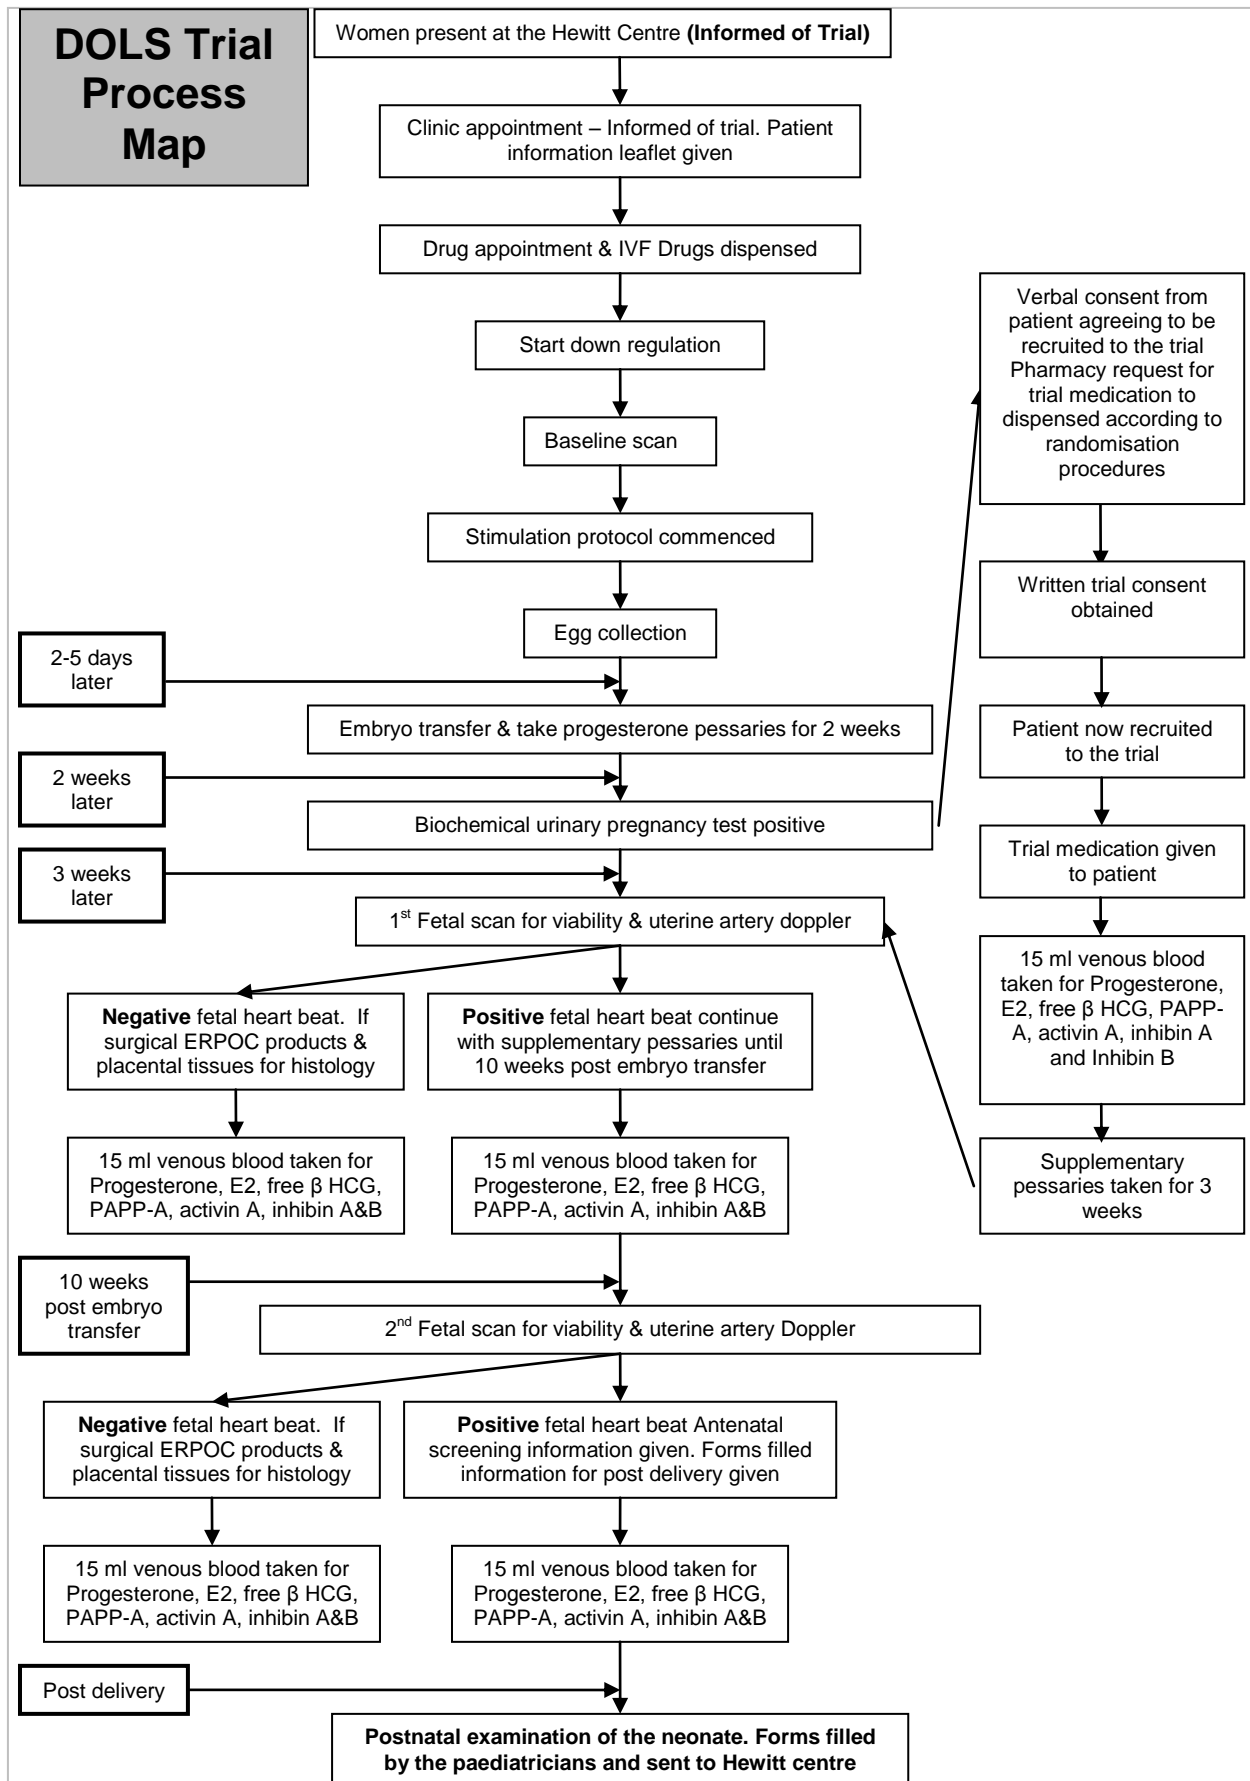 DOLS Trial
Process
Map
Women present at the Hewitt Centre (Informed of Trial)
Clinic appointment – Informed of trial. Patient
information leaflet given
Drug appointment & IVF Drugs dispensed
Start down regulation
Baseline scan
Stimulation protocol commenced
Egg collection
2-5 days
later
Embryo transfer & take progesterone pessaries for 2 weeks
2 weeks
later
Biochemical urinary pregnancy test positive
Verbal consent from
patient agreeing to be
recruited to the trial
Pharmacy request for
trial medication to
dispensed according to
randomisation
procedures
Written trial consent
obtained
Patient now recruited
to the trial
Trial medication given
to patient
15 ml venous blood
taken for Progesterone,
E2, free β HCG, PAPP-
A, activin A, inhibin A
and Inhibin B
Supplementary
pessaries taken for 3
weeks
3 weeks
later
1st Fetal scan for viability & uterine artery doppler
Negative fetal heart beat. If
surgical ERPOC products &
placental tissues for histology
15 ml venous blood taken for
Progesterone, E2, free β HCG,
PAPP-A, activin A, inhibin A&B
Positive fetal heart beat continue
with supplementary pessaries until
10 weeks post embryo transfer
15 ml venous blood taken for
Progesterone, E2, free β HCG,
PAPP-A, activin A, inhibin A&B
10 weeks
post embryo
transfer
2nd Fetal scan for viability & uterine artery Doppler
Negative fetal heart beat. If
surgical ERPOC products &
placental tissues for histology
15 ml venous blood taken for
Progesterone, E2, free β HCG,
PAPP-A, activin A, inhibin A&B
Positive fetal heart beat Antenatal
screening information given. Forms filled
information for post delivery given
15 ml venous blood taken for
Progesterone, E2, free β HCG,
PAPP-A, activin A, inhibin A&B
Post delivery
Postnatal examination of the neonate. Forms filled
by the paediatricians and sent to Hewitt centre